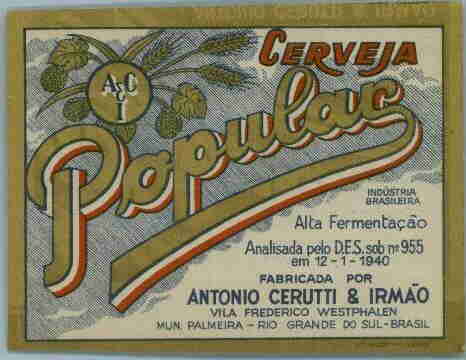 CERVEJA
A&C
I
Popular
INDÚSTRIA
BRASILEIRA
Alta Fermentação
Analisada pelo D.E.S. sob nº 955
em 12-1-1940
FABRICADA POR
ANTONIO CERUTTI & IRMÃO
VILA FREDERICO WESTPHALEN
MUN. PALMEIRA - RIO GRANDE DO SUL-BRASIL